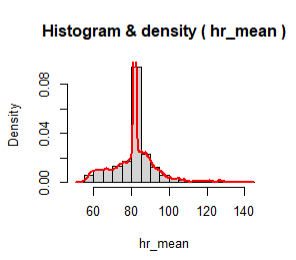 Histogram & density ( hr_mean )
Density
0.08
0.04
0.00
60 80 100 120 140
hr_mean